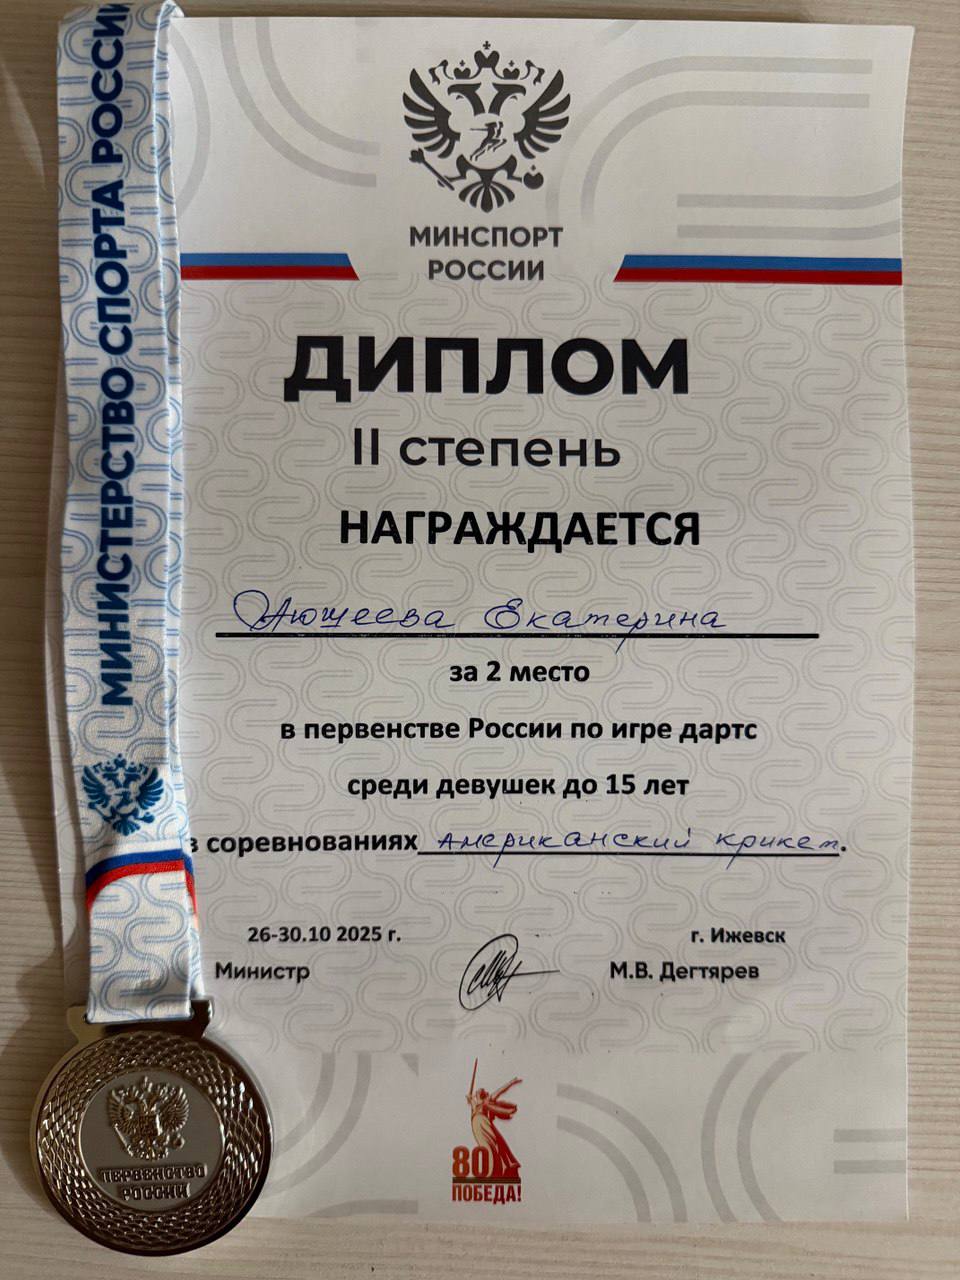 МИНИСТЕРСТВО СПОРТА РОССИИ
МИНСПОРТ
РОССИИ
ДИПЛОМ
II степень
НАГРАЖДАЕТСЯ
Аюшеева Екатерина
за 2 место
в первенстве России по игре дартс
среди девушек до 15 лет
в соревнованиях Американский крикет.
26-30.10 2025 г.
г. Ижевск
Министр
М.В. Дегтярев
80
ПОБЕДА!
ПЕРВЕНСТВО
РОССИИ